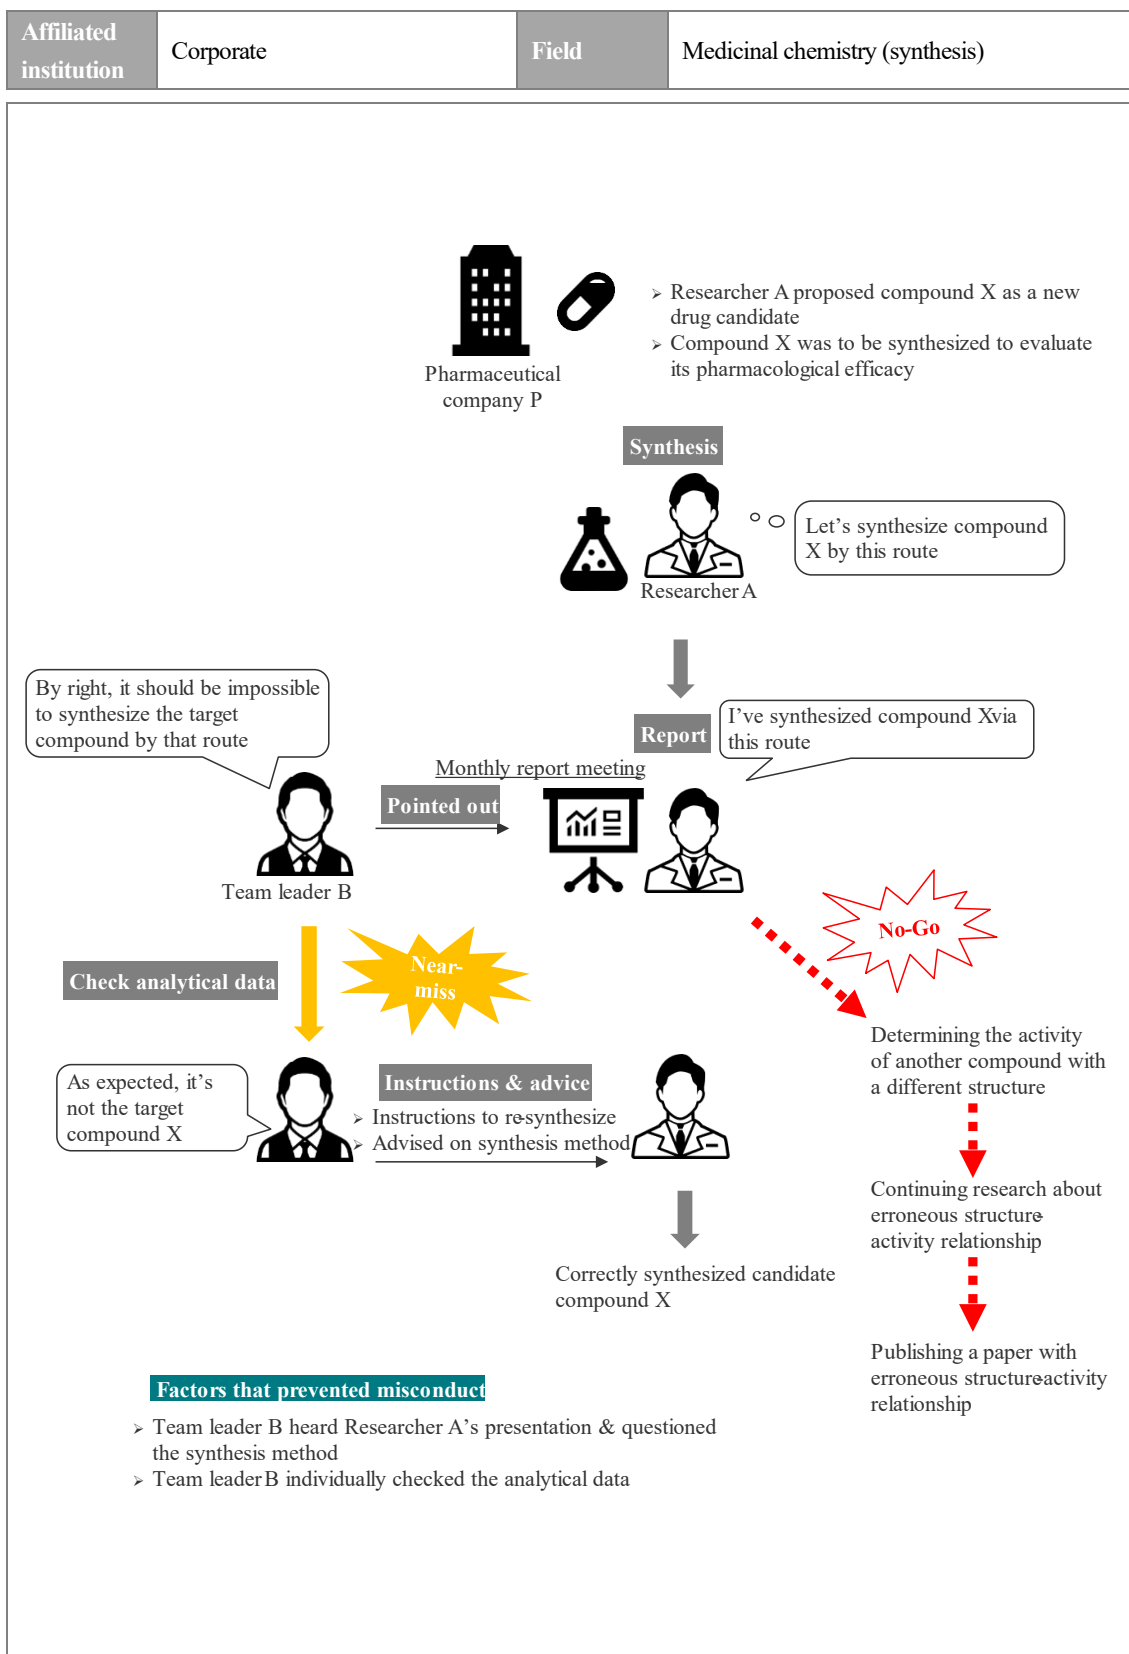 Affiliated
institution
Corporate
Field
Medicinal chemistry (synthesis)
Pharmaceutical
company P
➢ Researcher A proposed compound X as a new
drug candidate
➢ Compound X was to be synthesized to evaluate
its pharmacological efficacy
Synthesis
Let’s synthesize compound
X by this route
Researcher A
By right, it should be impossible
to synthesize the target
compound by that route
Report
I’ve synthesized compound Xvia
this route
Monthly report meeting
Pointed out
Team leader B
No-Go
Check analytical data
Near-
miss
Determining the activity
of another compound with
a different structure
As expected, it’s
not the target
compound X
Instructions & advice
➢ Instructions to re-synthesize
➢ Advised on synthesis method
Continuing research about
erroneous structure-
activity relationship
Correctly synthesized candidate
compound X
Publishing a paper with
erroneous structure-activity
relationship
Factors that prevented misconduct
➢ Team leader B heard Researcher A’s presentation & questioned
the synthesis method
➢ Team leader B individually checked the analytical data